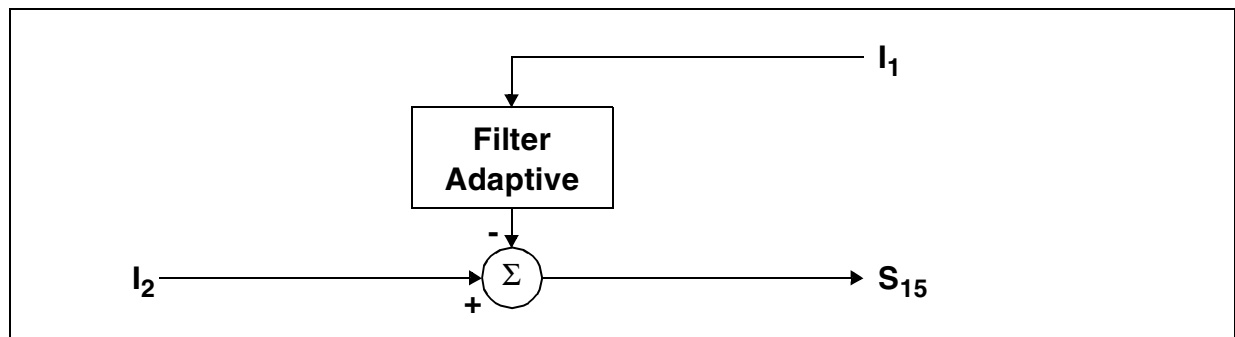 I₁
Filter
Adaptive
-
I₂
Σ
+
S₁₅